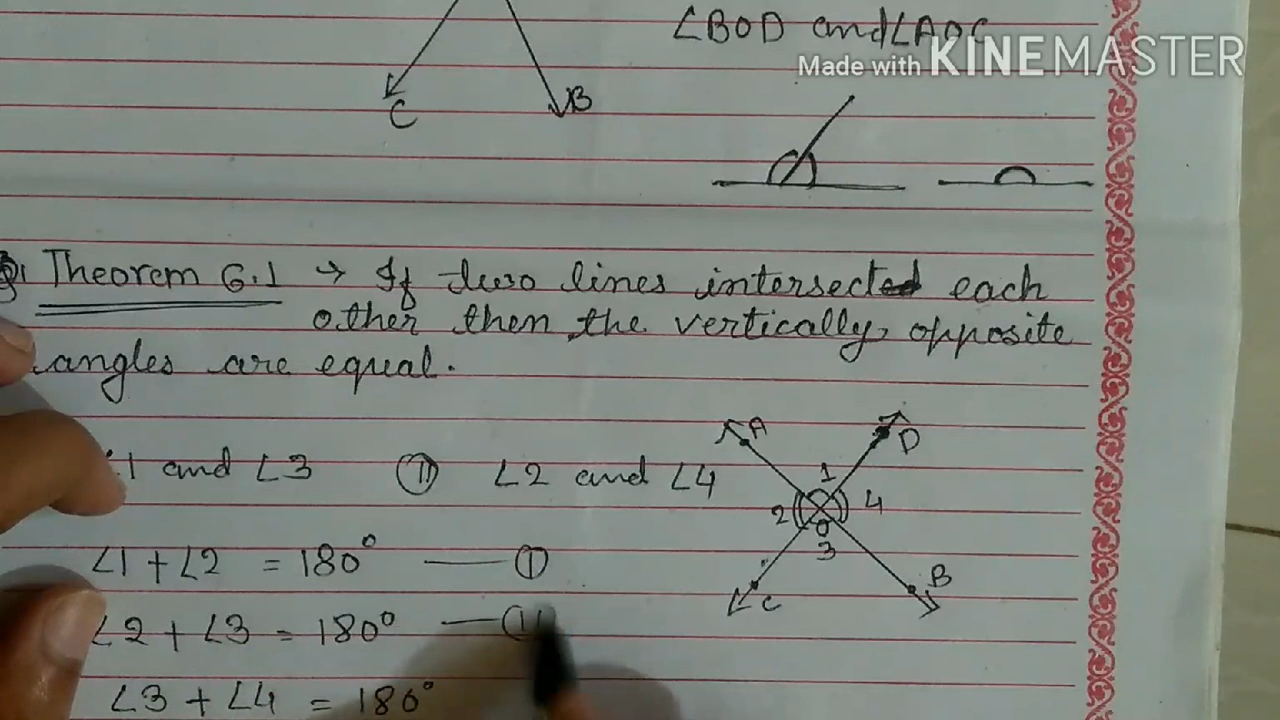 ∠BOD and ∠AOC
Made with KINEMASTER
C
B
Theorem 6.1 → If two lines intersected each
other then the vertically opposite
angles are equal.
1 and ∠3 (II) ∠2 and ∠4
A
D
1
2
4
O
3
C
B
∠1 + ∠2 = 180° — (I)
∠2 + ∠3 = 180° — (II
∠3 + ∠4 = 180°